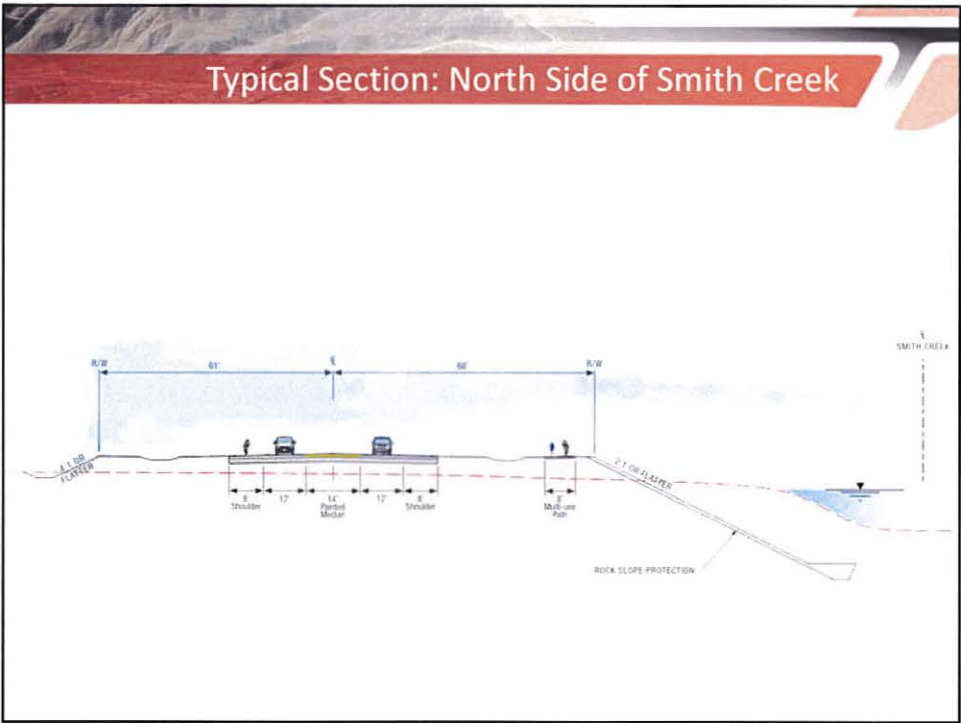 Typical Section: North Side of Smith Creek
℄
SMITH CREEK
R/W
61'
℄
68'
R/W
4:1 OR
FLATTER
2:1 OR FLATTER
8'
Shoulder
12'
14'
Painted
Median
12'
8'
Shoulder
8'
Multi-use
Path
ROCK SLOPE PROTECTION